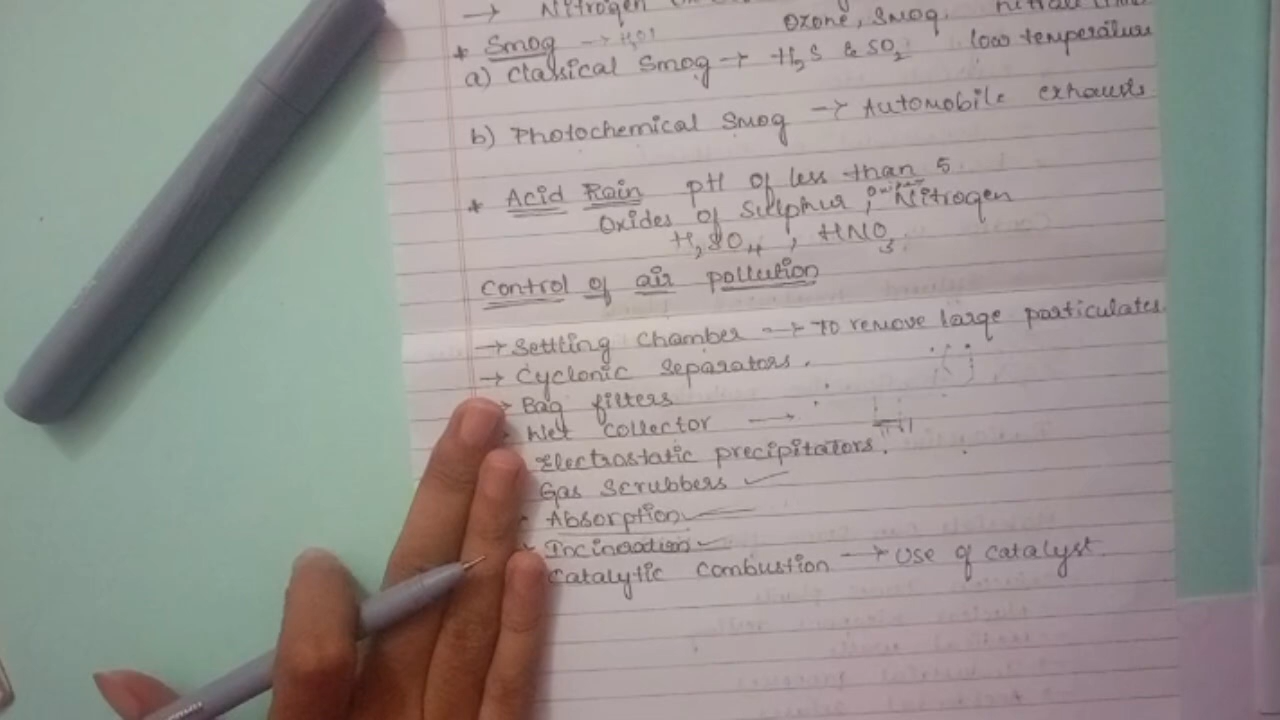 → Nitrogen
Ozone, Smog,
* Smog →
a) Classical Smog → H₂S & SO₂ low temperature
b) Photochemical Smog → Automobile exhausts
* Acid Rain pH of less than 5
Oxides of Sulphur, Nitrogen
H₂SO₄, HNO₃.
Control of air pollution
→ Settling Chamber → To remove large particulates
→ Cyclonic Separators.
→ Bag filters
Wet Collector →
Electrostatic precipitators.
Gas Scrubbers ✓
Absorption ✓
→ Incineration ✓
Catalytic Combustion → Use of catalyst